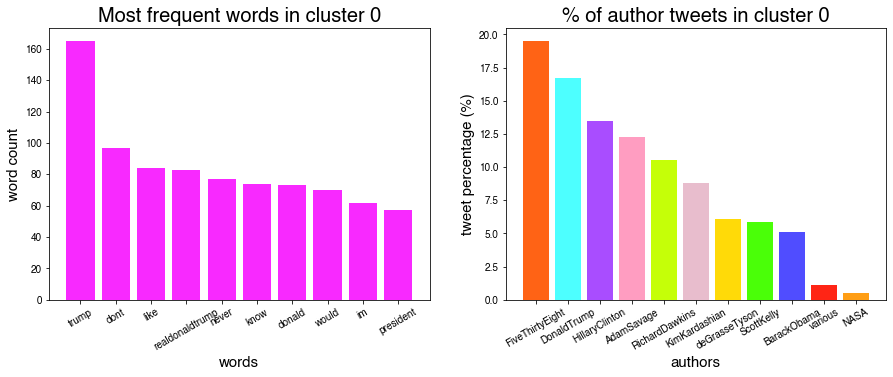 Most frequent words in cluster 0
word count
160
140
120
100
80
60
40
20
0
trump
dont
like
realdonaldtrump
never
know
donald
would
im
president
words
% of author tweets in cluster 0
tweet percentage (%)
20.0
17.5
15.0
12.5
10.0
7.5
5.0
2.5
0.0
FiveThirtyEight
DonaldTrump
HillaryClinton
AdamSavage
RichardDawkins
KimKardashian
deGrasseTyson
ScottKelly
BarackObama
various
NASA
authors